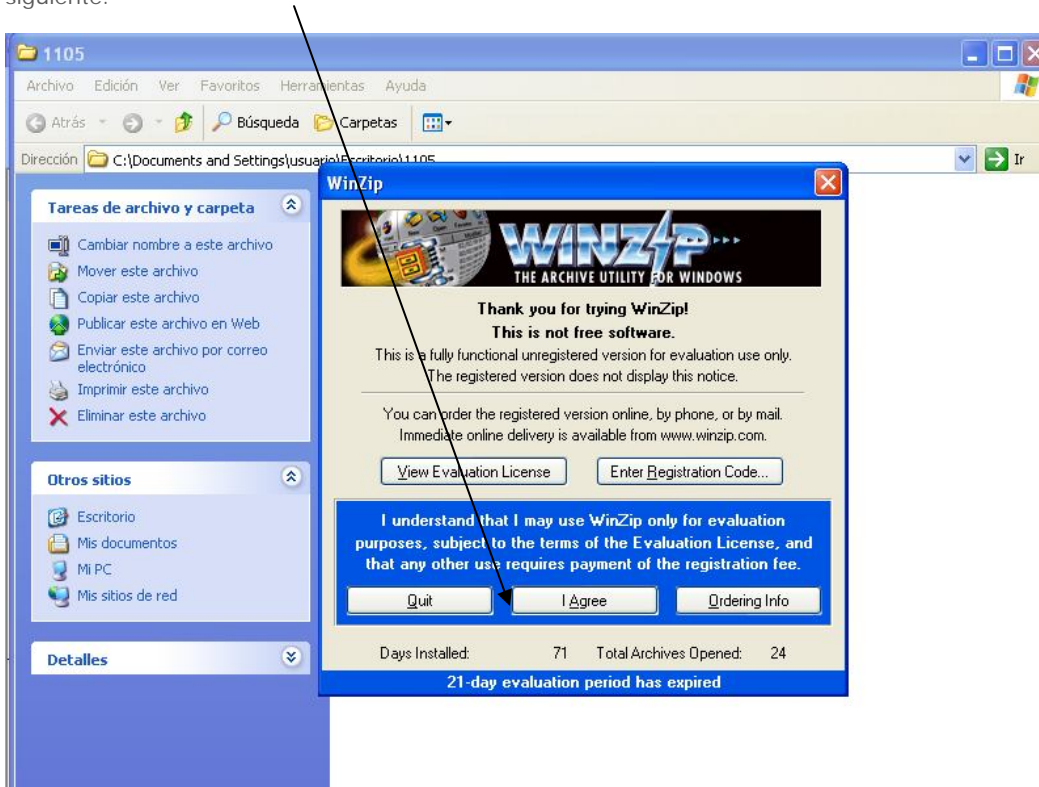 siguiente:
1105
Archivo Edición Ver Favoritos Herramientas Ayuda
Atrás Búsqueda Carpetas
Dirección C:\Documents and Settings\usuario\Escritorio\1105 Ir
Tareas de archivo y carpeta
Cambiar nombre a este archivo
Mover este archivo
Copiar este archivo
Publicar este archivo en Web
Enviar este archivo por correo
electrónico
Imprimir este archivo
Eliminar este archivo
Otros sitios
Escritorio
Mis documentos
Mi PC
Mis sitios de red
Detalles
WinZip
WINZIP
THE ARCHIVE UTILITY FOR WINDOWS
Thank you for trying WinZip!
This is not free software.
This is a fully functional unregistered version for evaluation use only.
The registered version does not display this notice.
You can order the registered version online, by phone, or by mail.
Immediate online delivery is available from www.winzip.com.
View Evaluation License Enter Registration Code...
I understand that I may use WinZip only for evaluation
purposes, subject to the terms of the Evaluation License, and
that any other use requires payment of the registration fee.
Quit I Agree Ordering Info
Days Installed: 71 Total Archives Opened: 24
21-day evaluation period has expired